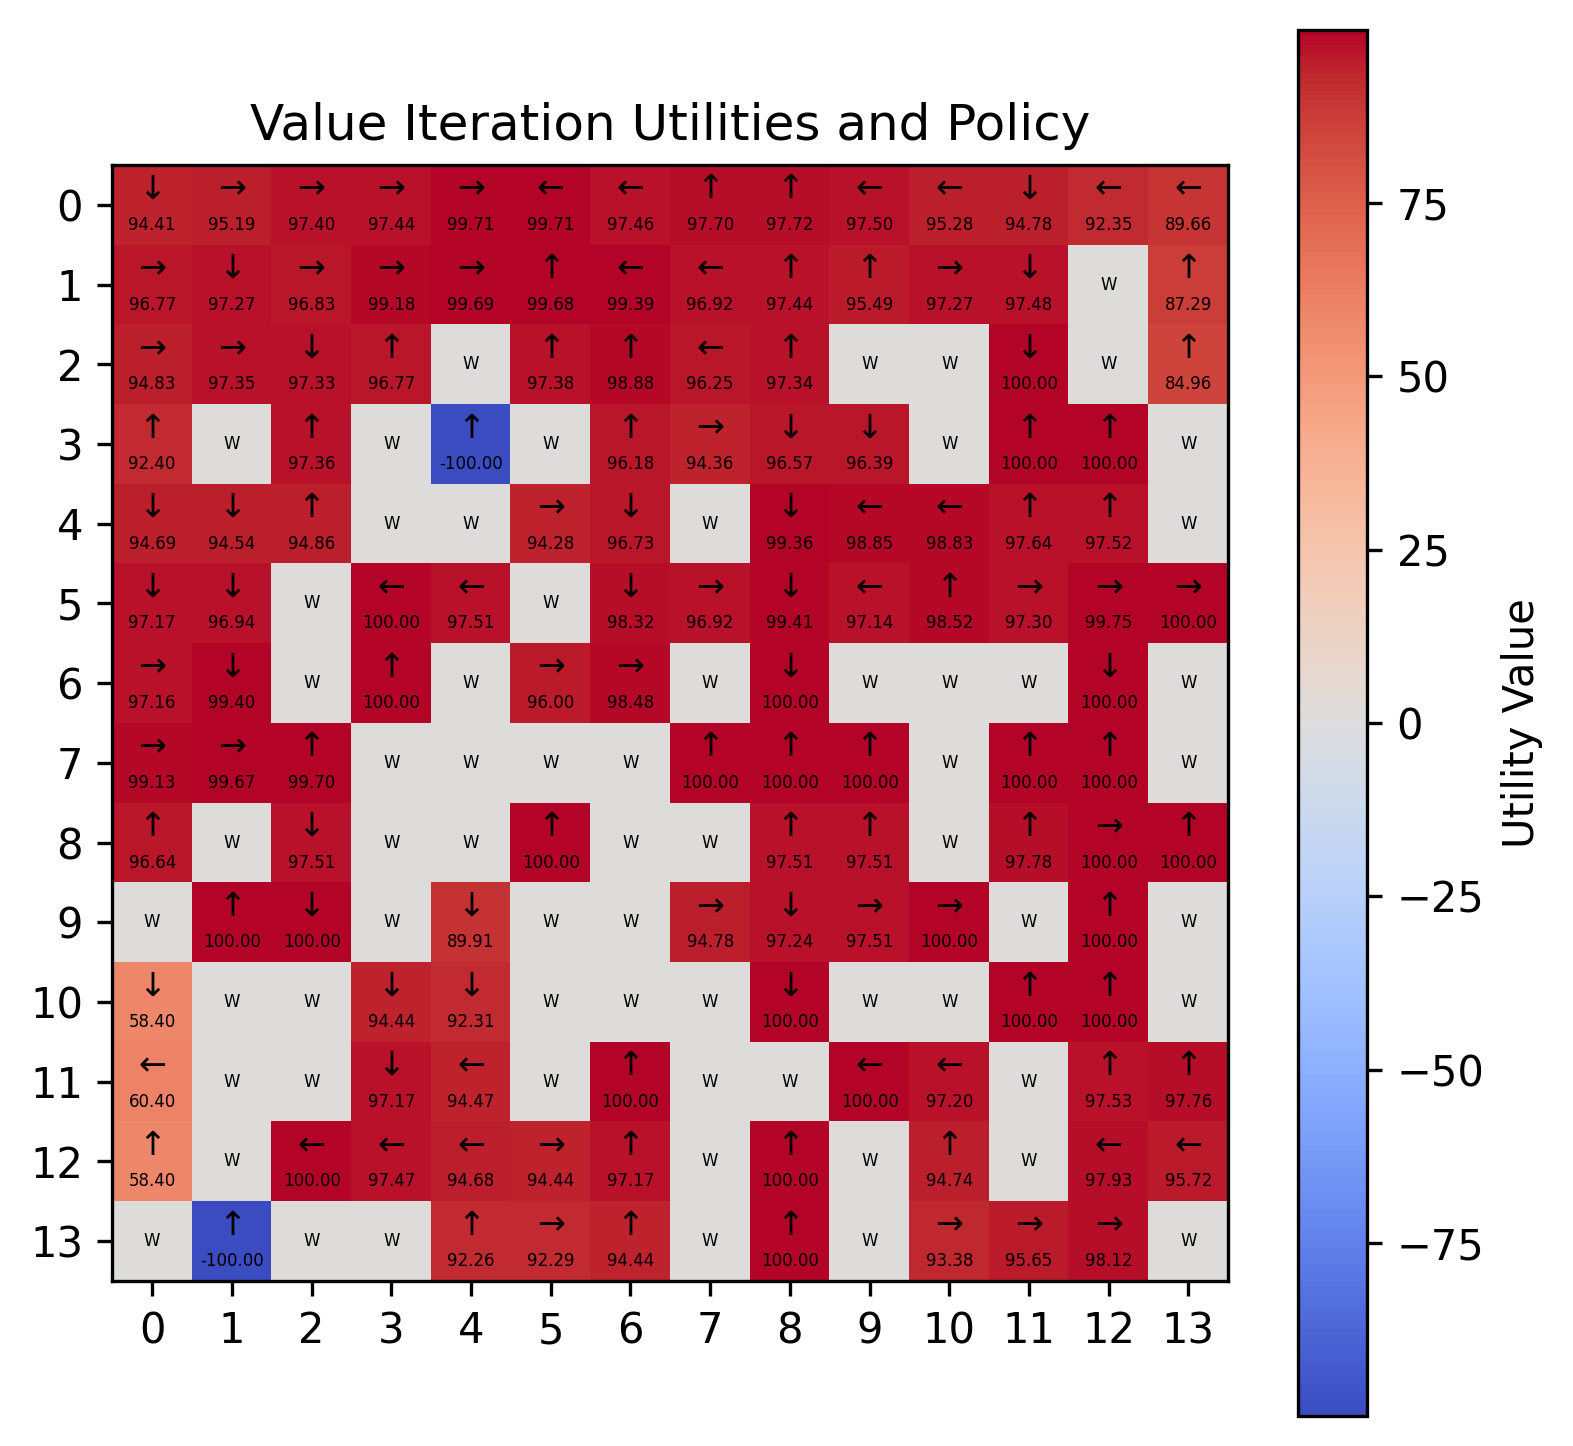 Value Iteration Utilities and Policy
0 ↓ → → → → ← ← ↑ ↑ ← ← ↓ ← ←
94.41 95.19 97.40 97.44 99.71 99.71 97.46 97.70 97.72 97.50 95.28 94.78 92.35 89.66
1 → ↓ → → → ↑ ← ← ↑ ↑ → ↓ W ↑
96.77 97.27 96.83 99.18 99.69 99.68 99.39 96.92 97.44 95.49 97.27 97.48 87.29
2 → → ↓ ↑ W ↑ ↑ ← ↑ W W ↓ W ↑
94.83 97.35 97.33 96.77 97.38 98.88 96.25 97.34 100.00 84.96
3 ↑ W ↑ W ↑ W ↑ → ↓ ↓ W ↑ ↑ W
92.40 97.36 -100.00 96.18 94.36 96.57 96.39 100.00 100.00
4 ↓ ↓ ↑ W W → ↓ W ↓ ← ← ↑ ↑ W
94.69 94.54 94.86 94.28 96.73 99.36 98.85 98.83 97.64 97.52
5 ↓ ↓ W ← ← W ↓ → ↓ ← ↑ → → →
97.17 96.94 100.00 97.51 98.32 96.92 99.41 97.14 98.52 97.30 99.75 100.00
6 → ↓ W ↑ W → → W ↓ W W W ↓ W
97.16 99.40 100.00 96.00 98.48 100.00 100.00
7 → → ↑ W W W W ↑ ↑ ↑ W ↑ ↑ W
99.13 99.67 99.70 100.00 100.00 100.00 100.00 100.00
8 ↑ W ↓ W W ↑ W W ↑ ↑ W ↑ → ↑
96.64 97.51 100.00 97.51 97.51 97.78 100.00 100.00
9 W ↑ ↓ W ↓ W W → ↓ → → W ↑ W
100.00 100.00 89.91 94.78 97.24 97.51 100.00 100.00
10 ↓ W W ↓ ↓ W W W ↓ W W ↑ ↑ W
58.40 94.44 92.31 100.00 100.00 100.00
11 ← W W ↓ ← W ↑ W W ← ← W ↑ ↑
60.40 97.17 94.47 100.00 100.00 97.20 97.53 97.76
12 ↑ W ← ← ← → ↑ W ↑ W ↑ W ← ←
58.40 100.00 97.47 94.68 94.44 97.17 100.00 94.74 97.93 95.72
13 W ↑ W W ↑ → ↑ W ↑ W → → → W
-100.00 92.26 92.29 94.44 100.00 93.38 95.65 98.12
0 1 2 3 4 5 6 7 8 9 10 11 12 13
75
50
25
0
−25
−50
−75
Utility Value